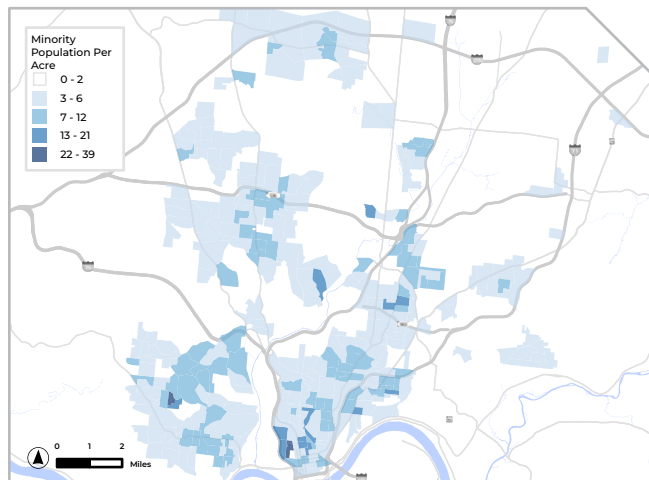 Minority
Population Per
Acre
0 - 2
3 - 6
7 - 12
13 - 21
22 - 39
0 1 2
Miles